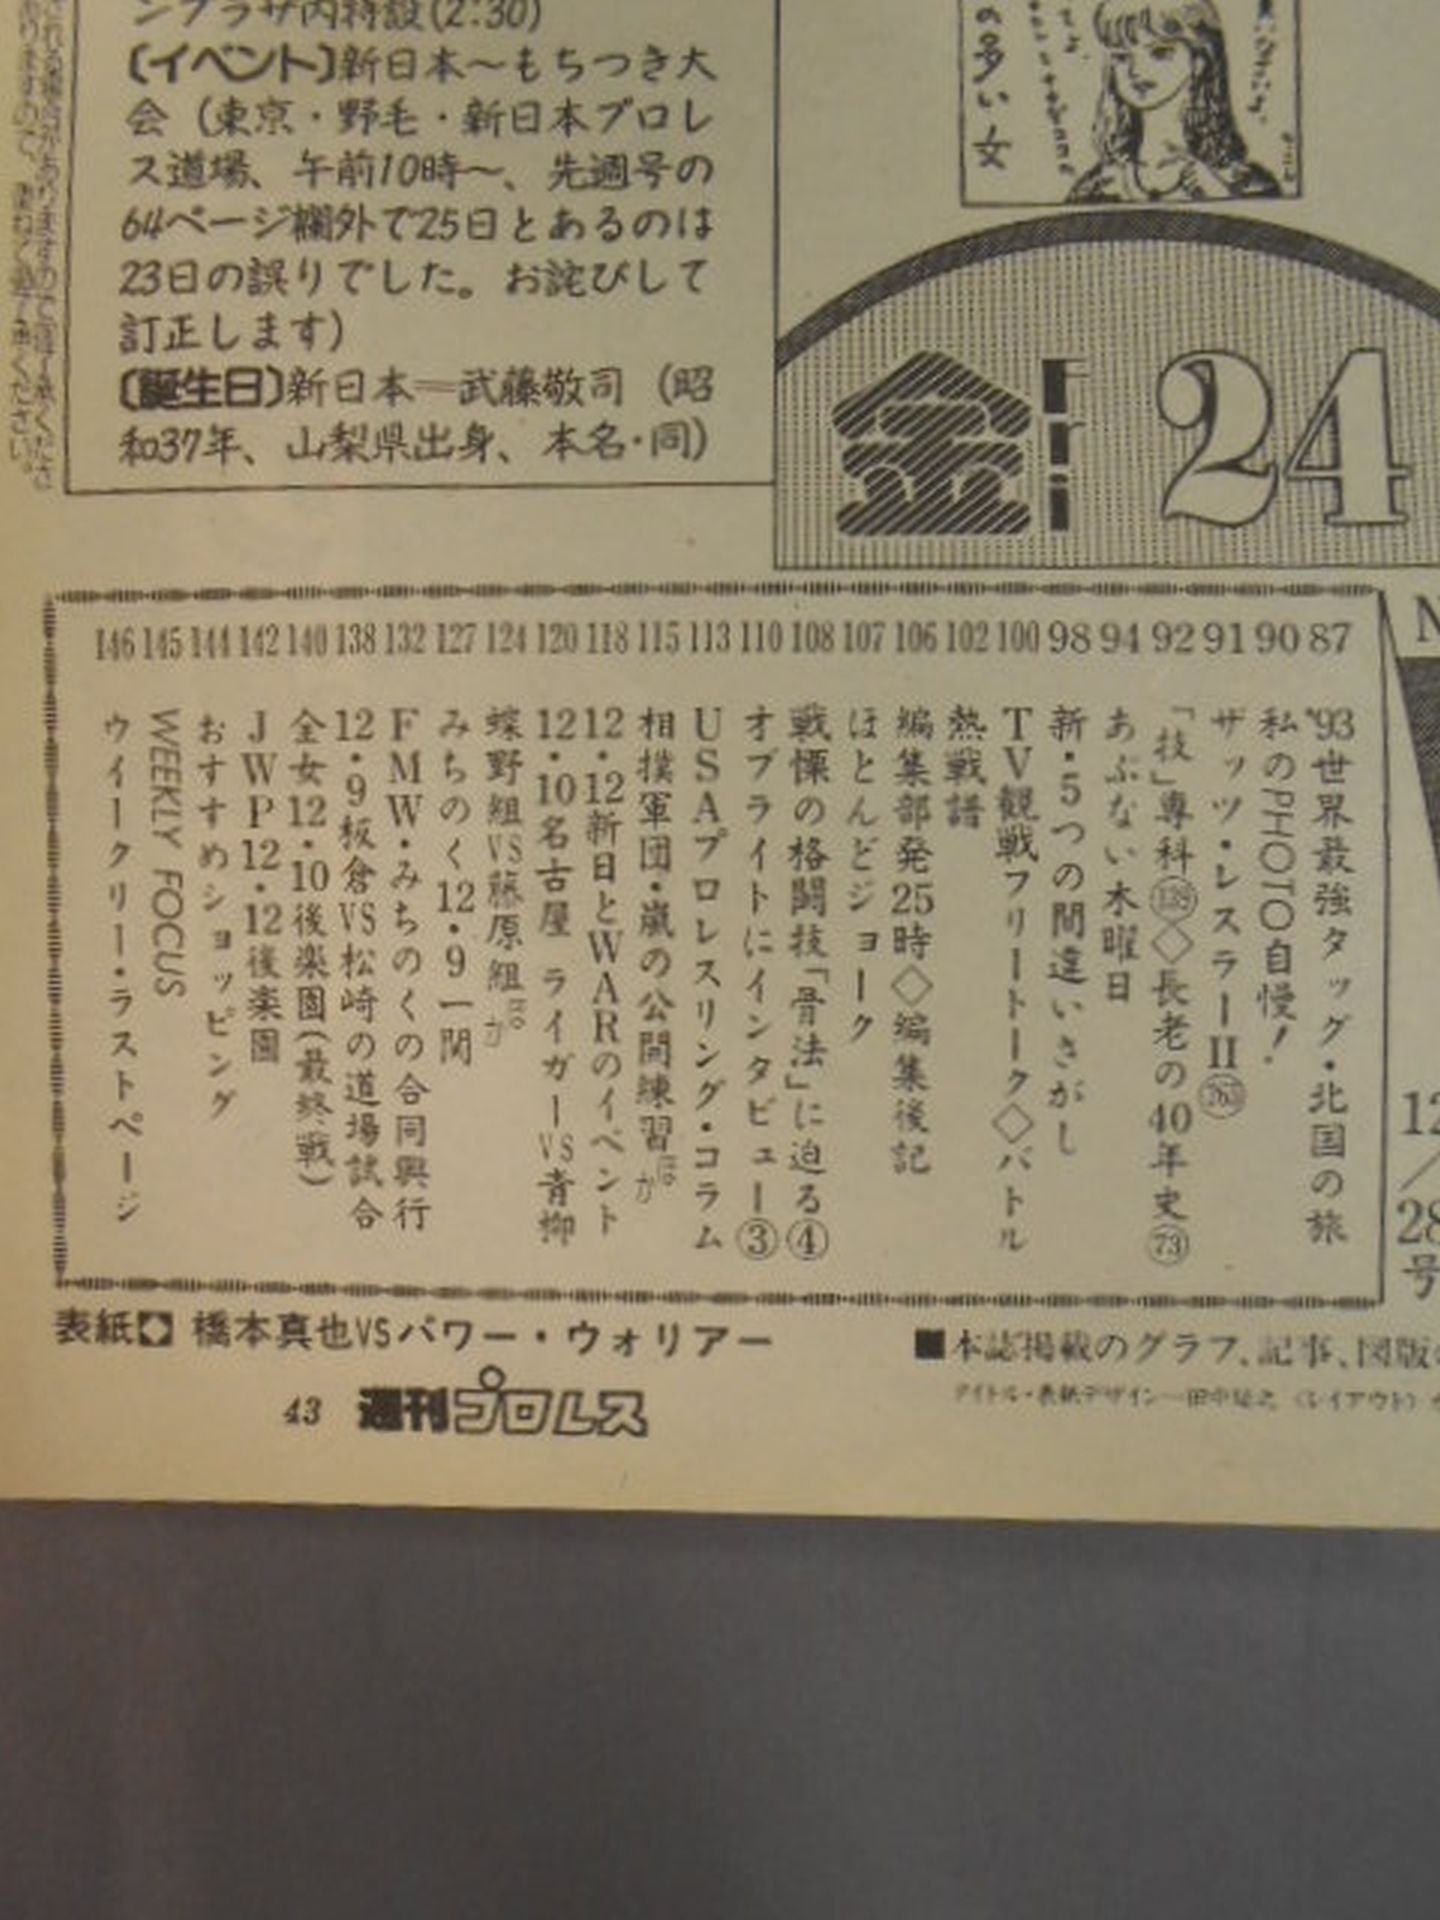 ンプラザ内特設(2:30)
〔イベント〕新日本〜もちつき大
会（東京・野毛・新日本プロレ
ス道場、午前10時〜、先週号の
64ページ欄外で25日とあるのは
23日の誤りでした。お詫びして
訂正します）
〔誕生日〕新日本＝武藤敬司（昭
和37年、山梨県出身、本名・同）
の多い女
金 Fri 24
87 '93世界最強タッグ・北国の旅
90 私のPHOTO自慢！
91 ザッツ・レスラーII
92 「技」専科◇長老の40年史㊆
94 あぶない木曜日
98 新・5つの間違いさがし
100 TV観戦フリートーク◇バトル
102 熱戦譜
106 編集部発25時◇編集後記
107 ほとんどジョーク
108 戦慄の格闘技「骨法」に迫る④
110 オブライトにインタビュー③
113 USAプロレスリング・コラム
115 相撲軍団・嵐の公開練習ほか
118 12・12新日とWARのイベント
120 12・10名古屋 ライガーVS青柳
124 蝶野組VS藤原組ほか
127 みちのく12・9一関
132 FMW・みちのくの合同興行
138 12・9板倉VS松崎の道場試合
140 全女12・10後楽園（最終戦）
142 JWP12・12後楽園
144 おすすめショッピング
145 WEEKLY FOCUS
146 ウイークリー・ラストページ
12/28号
表紙◆ 橋本真也VSパワー・ウォリアー
■本誌掲載のグラフ、記事、図版
タイトル・表紙デザイン—田中
43 週刊プロレス